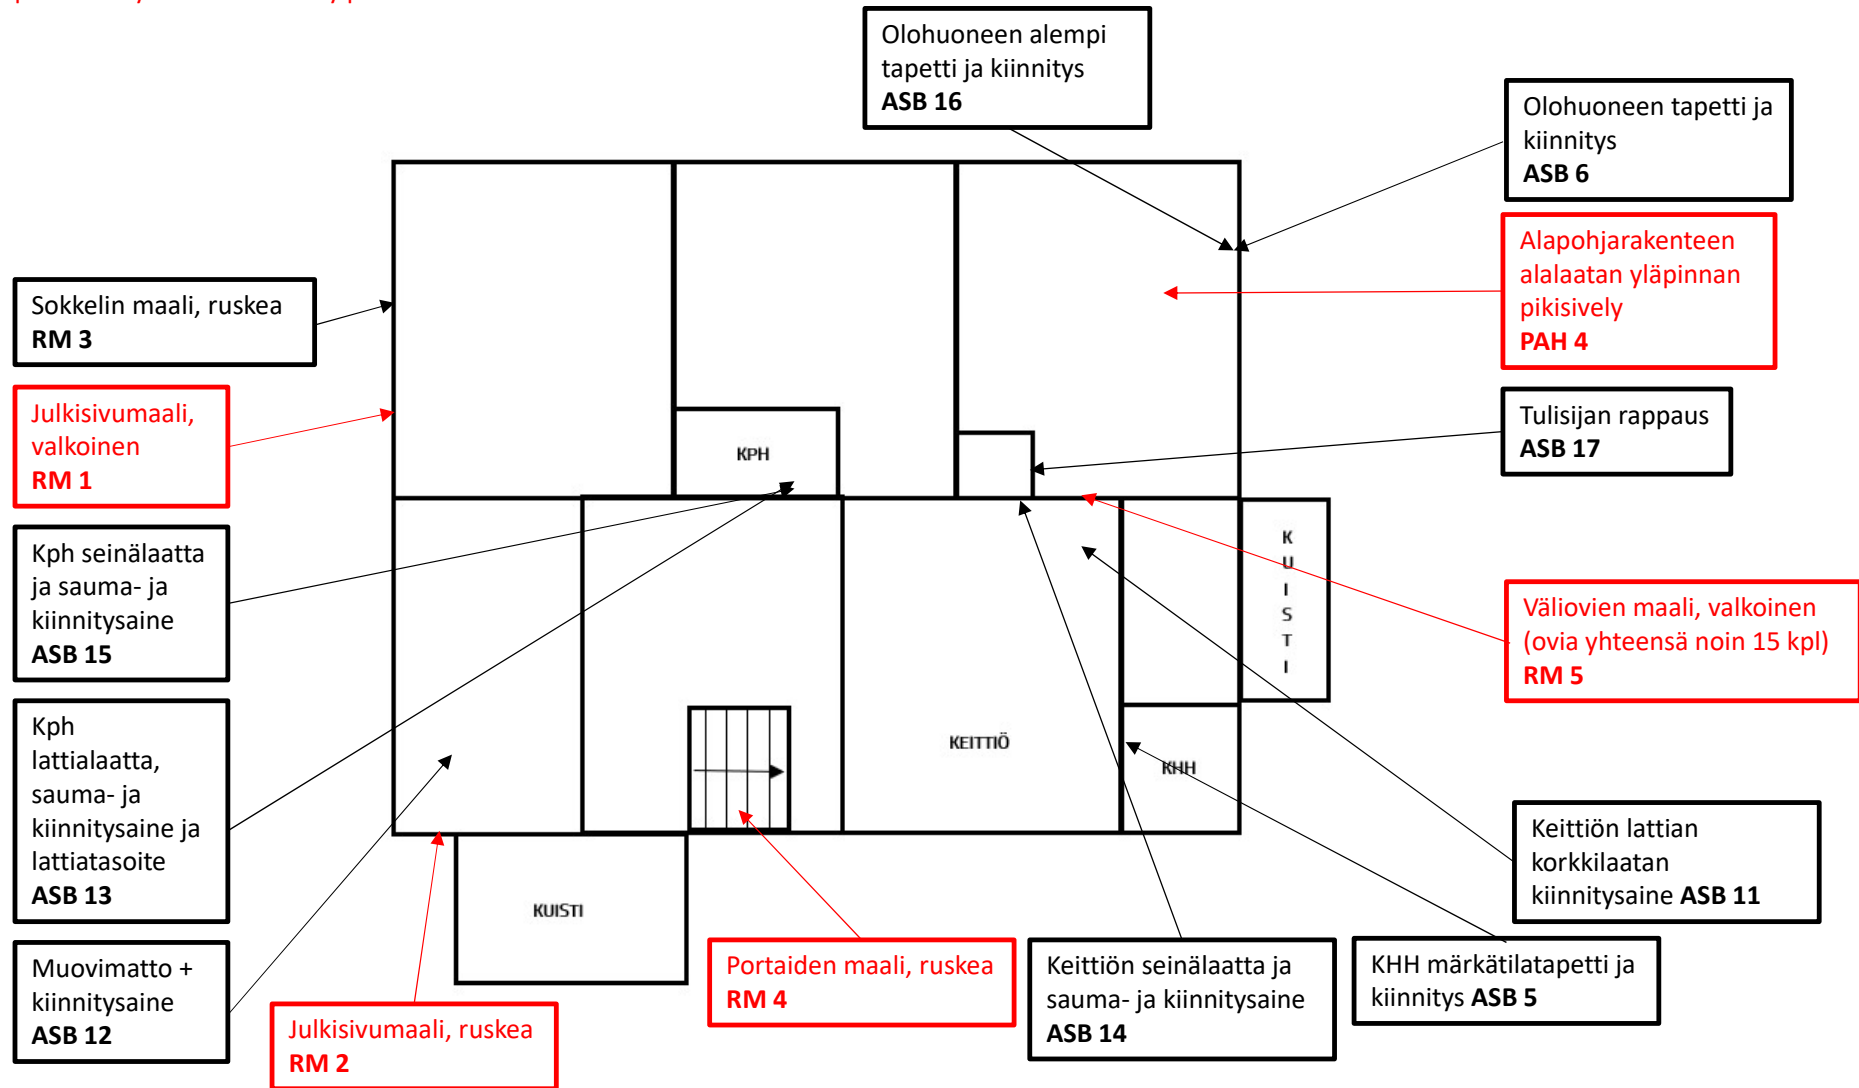 Olohuoneen alempi
tapetti ja kiinnitys
ASB 16
Olohuoneen tapetti ja
kiinnitys
ASB 6
Alapohjarakenteen
alalaatan yläpinnan
pikisively
PAH 4
Sokkelin maali, ruskea
RM 3
Julkisivumaali,
valkoinen
RM 1
Tulisijan rappaus
ASB 17
KPH
Kph seinälaatta
ja sauma- ja
kiinnitysaine
ASB 15
K
U
I
S
T
I
Väliovien maali, valkoinen
(ovia yhteensä noin 15 kpl)
RM 5
Kph
lattialaatta,
sauma- ja
kiinnitysaine ja
lattiatasoite
ASB 13
KEITTIÖ
KHH
Keittiön lattian
korkkilaatan
kiinnitysaine ASB 11
KUISTI
Muovimatto +
kiinnitysaine
ASB 12
Julkisivumaali, ruskea
RM 2
Portaiden maali, ruskea
RM 4
Keittiön seinälaatta ja
sauma- ja kiinnitysaine
ASB 14
KHH märkätilatapetti ja
kiinnitys ASB 5